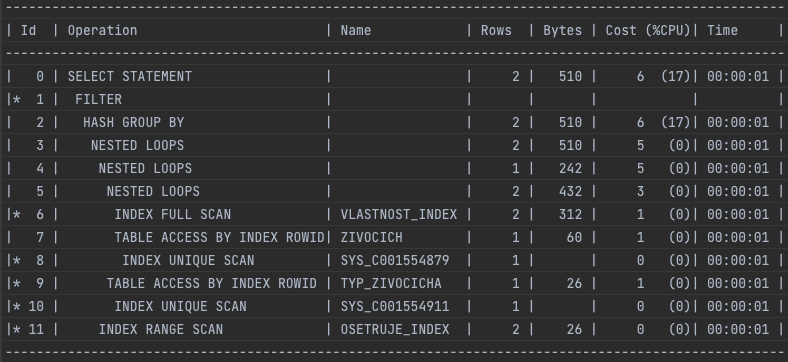 -----------------------------------------------------------------------------------------------------
| Id  | Operation                        | Name            | Rows  | Bytes | Cost (%CPU)| Time     |
-----------------------------------------------------------------------------------------------------
|   0 | SELECT STATEMENT                 |                 |     2 |   510 |     6  (17)| 00:00:01 |
|*  1 |  FILTER                          |                 |       |       |            |          |
|   2 |   HASH GROUP BY                  |                 |     2 |   510 |     6  (17)| 00:00:01 |
|   3 |    NESTED LOOPS                  |                 |     2 |   510 |     5   (0)| 00:00:01 |
|   4 |     NESTED LOOPS                 |                 |     1 |   242 |     5   (0)| 00:00:01 |
|   5 |      NESTED LOOPS                |                 |     2 |   432 |     3   (0)| 00:00:01 |
|*  6 |       INDEX FULL SCAN            | VLASTNOST_INDEX |     2 |   312 |     1   (0)| 00:00:01 |
|   7 |       TABLE ACCESS BY INDEX ROWID| ZIVOCICH        |     1 |    60 |     1   (0)| 00:00:01 |
|*  8 |        INDEX UNIQUE SCAN         | SYS_C001554879  |     1 |       |     0   (0)| 00:00:01 |
|*  9 |      TABLE ACCESS BY INDEX ROWID | TYP_ZIVOCICHA   |     1 |    26 |     1   (0)| 00:00:01 |
|* 10 |       INDEX UNIQUE SCAN          | SYS_C001554911  |     1 |       |     0   (0)| 00:00:01 |
|* 11 |     INDEX RANGE SCAN             | OSETRUJE_INDEX  |     2 |    26 |     0   (0)| 00:00:01 |
-----------------------------------------------------------------------------------------------------